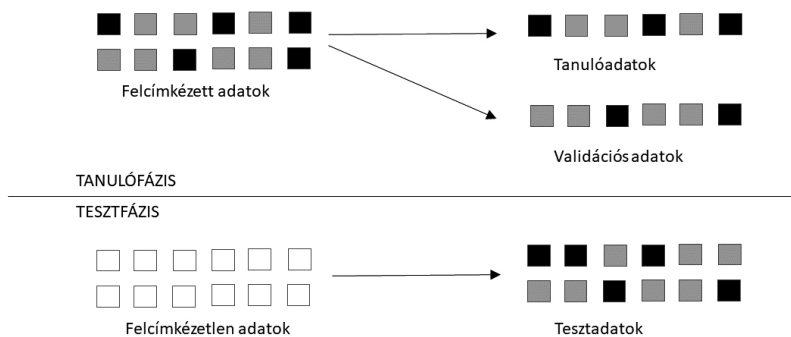 Felcímkézett adatok
Tanulóadatok
Validációs adatok
TANULÓFÁZIS
TESZTFÁZIS
Felcímkézetlen adatok
Tesztadatok